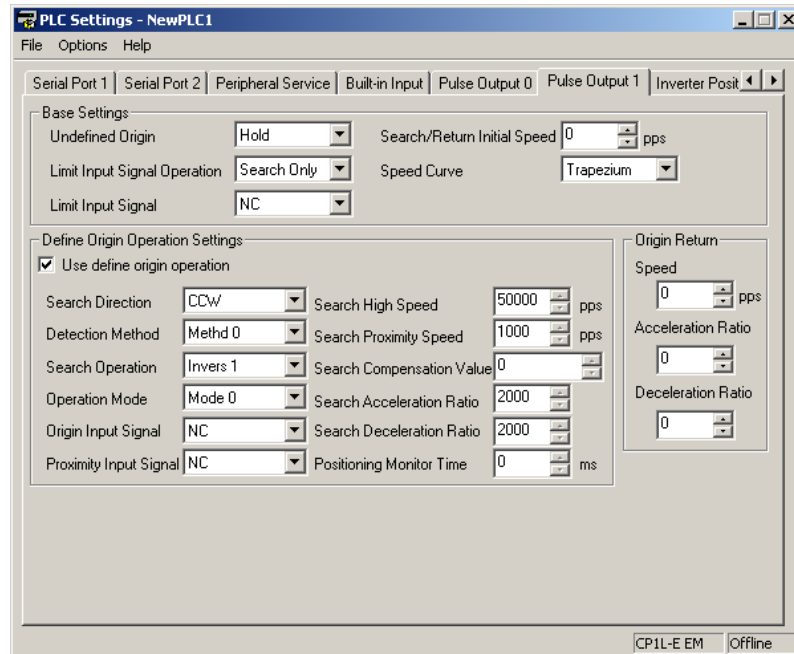 PLC Settings - NewPLC1
File Options Help
Serial Port 1 Serial Port 2 Peripheral Service Built-in Input Pulse Output 0 Pulse Output 1 Inverter Posit
Base Settings
Undefined Origin Hold Search/Return Initial Speed 0 pps
Limit Input Signal Operation Search Only Speed Curve Trapezium
Limit Input Signal NC
Define Origin Operation Settings
Use define origin operation
Search Direction CCW Search High Speed 50000 pps
Detection Method Methd 0 Search Proximity Speed 1000 pps
Search Operation Invers 1 Search Compensation Value 0
Operation Mode Mode 0 Search Acceleration Ratio 2000
Origin Input Signal NC Search Deceleration Ratio 2000
Proximity Input Signal NC Positioning Monitor Time 0 ms
Origin Return
Speed
0 pps
Acceleration Ratio
0
Deceleration Ratio
0
CP1L-E EM Offline